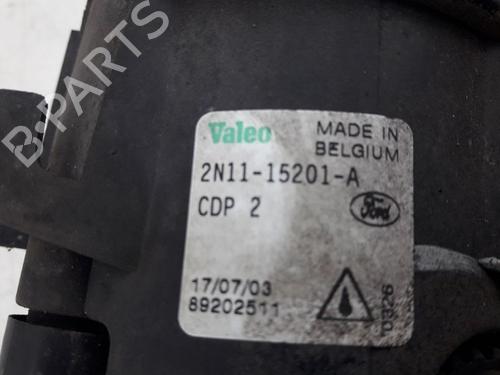 B-PARTS
Valeo
MADE IN
BELGIUM
2N11-15201-A
CDP 2
Ford
17/07/03
89202511
0326